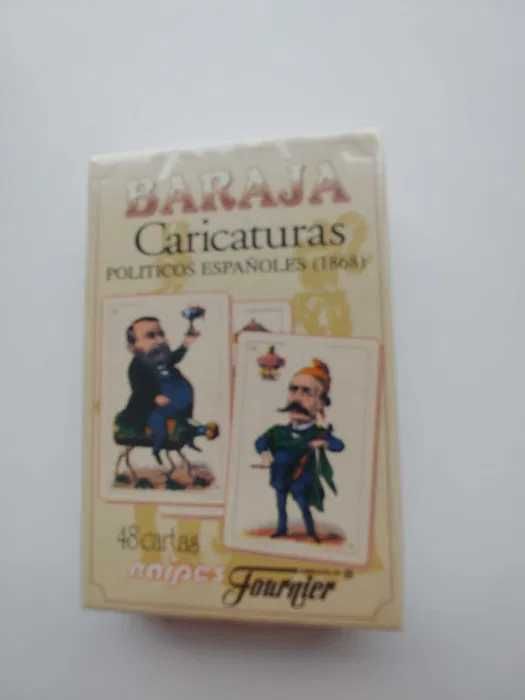 BARAJA
Caricaturas
POLITICOS ESPAÑOLES (1868)
48 cartas
naipes
Fournier ®